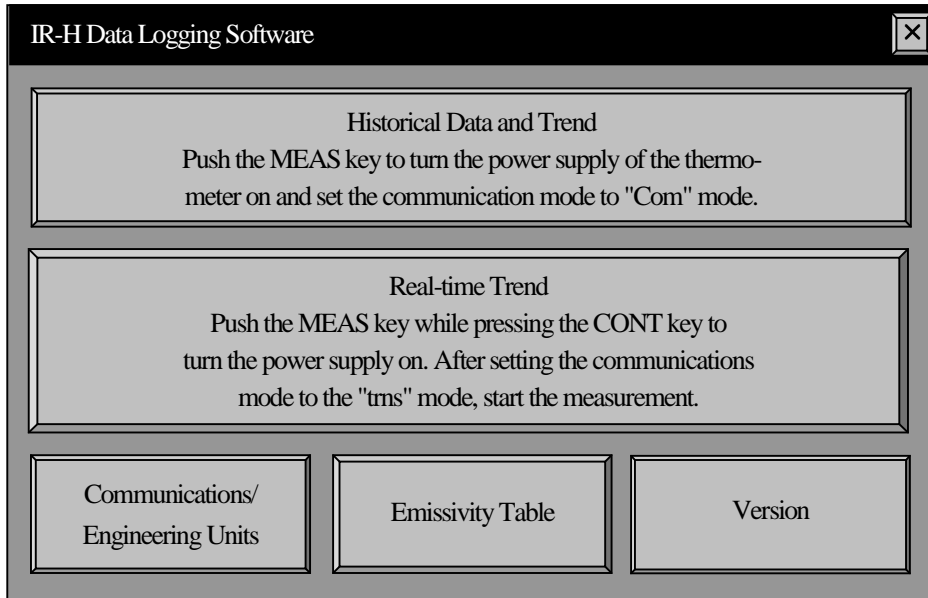 IR-H Data Logging Software
Historical Data and Trend
Push the MEAS key to turn the power supply of the thermo-
meter on and set the communication mode to "Com" mode.
Real-time Trend
Push the MEAS key while pressing the CONT key to
turn the power supply on. After setting the communications
mode to the "trns" mode, start the measurement.
Communications/
Engineering Units
Emissivity Table
Version